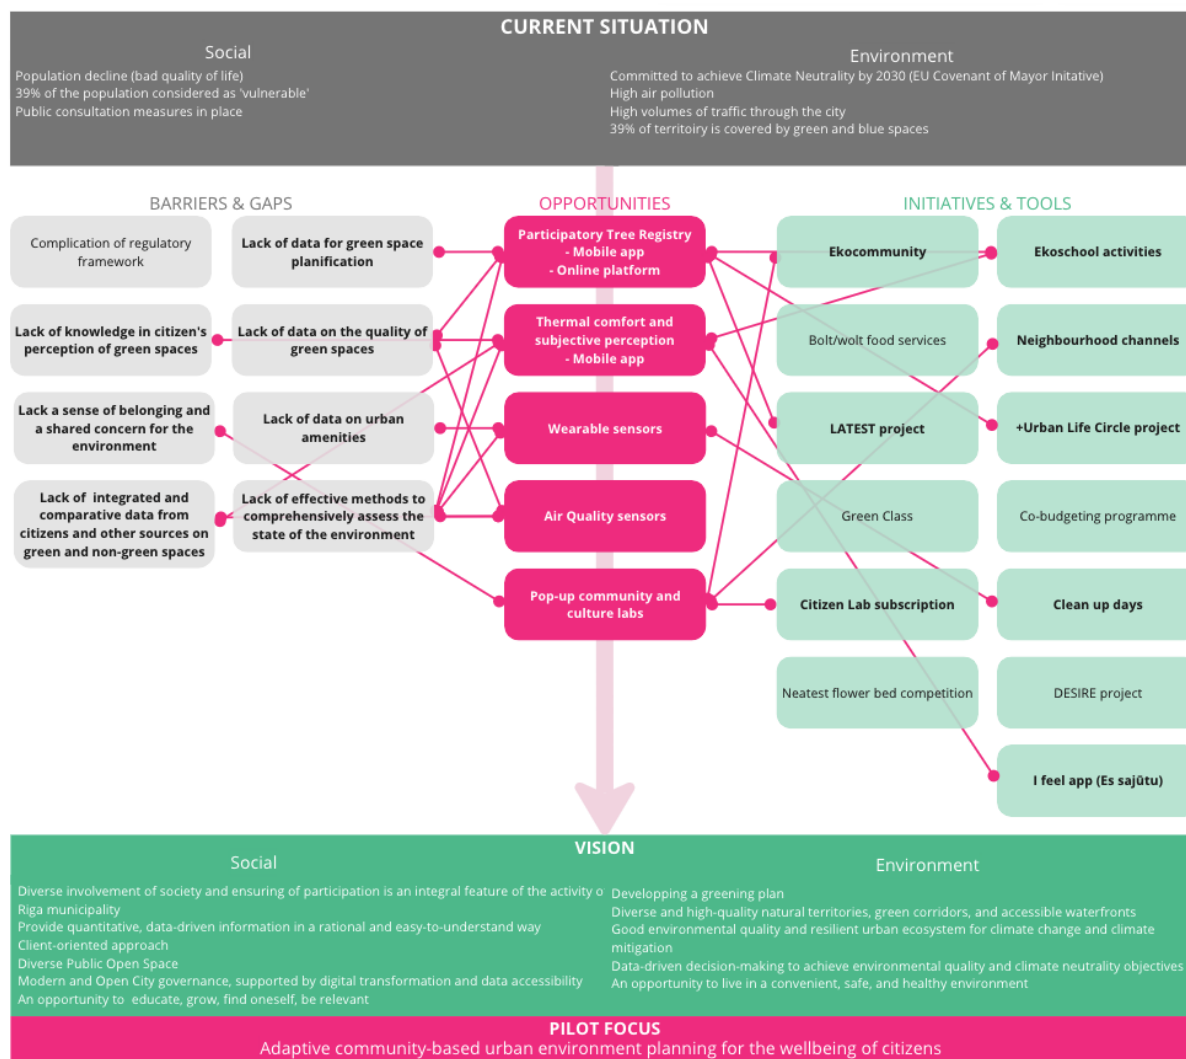 CURRENT SITUATION
Social
Population decline (bad quality of life)
39% of the population considered as 'vulnerable'
Public consultation measures in place
Environment
Committed to achieve Climate Neutrality by 2030 (EU Covenant of Mayor Initative)
High air pollution
High volumes of traffic through the city
39% of territoiry is covered by green and blue spaces
BARRIERS & GAPS
Complication of regulatory
framework
Lack of data for green space
planification
Lack of knowledge in citizen's
perception of green spaces
Lack of data on the quality of
green spaces
Lack a sense of belonging and
a shared concern for the
environment
Lack of data on urban
amenities
Lack of integrated and
comparative data from
citizens and other sources on
green and non-green spaces
Lack of effective methods to
comprehensively assess the
state of the environment
OPPORTUNITIES
Participatory Tree Registry
- Mobile app
- Online platform
Thermal comfort and
subjective perception
- Mobile app
Wearable sensors
Air Quality sensors
Pop-up community and
culture labs
INITIATIVES & TOOLS
Ekocommunity
Ekoschool activities
Bolt/wolt food services
Neighbourhood channels
LATEST project
+Urban Life Circle project
Green Class
Co-budgeting programme
Citizen Lab subscription
Clean up days
Neatest flower bed competition
DESIRE project
I feel app (Es sajūtu)
VISION
Social
Diverse involvement of society and ensuring of participation is an integral feature of the activity o
Riga municipality
Provide quantitative, data-driven information in a rational and easy-to-understand way
Client-oriented approach
Diverse Public Open Space
Modern and Open City governance, supported by digital transformation and data accessibility
An opportunity to educate, grow, find oneself, be relevant
Environment
Developping a greening plan
Diverse and high-quality natural territories, green corridors, and accessible waterfronts
Good environmental quality and resilient urban ecosystem for climate change and climate
mitigation
Data-driven decision-making to achieve environmental quality and climate neutrality objectives
An opportunity to live in a convenient, safe, and healthy environment
PILOT FOCUS
Adaptive community-based urban environment planning for the wellbeing of citizens